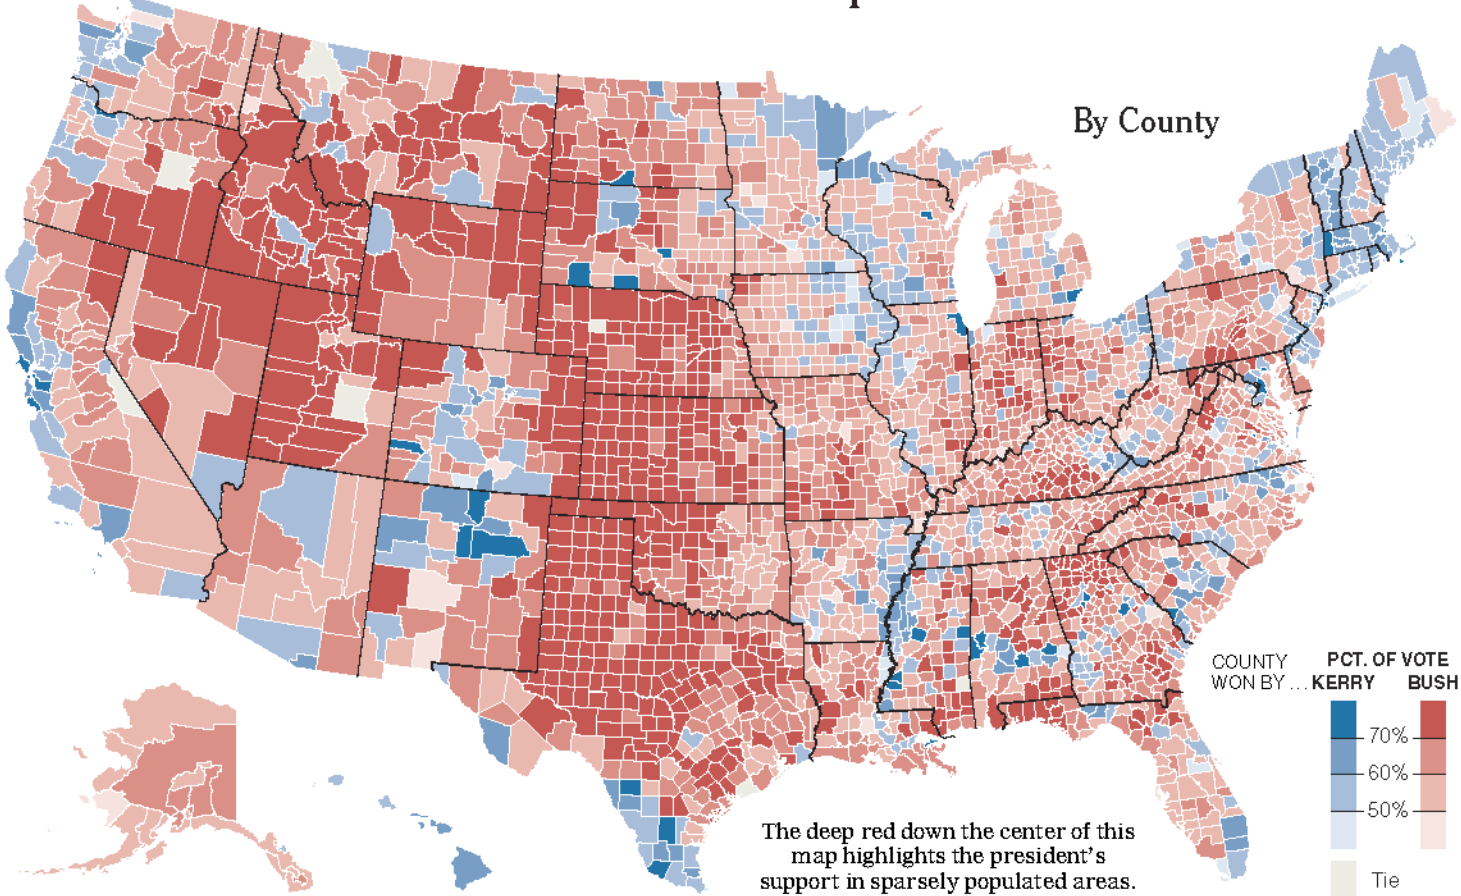 By County
COUNTY PCT. OF VOTE
WON BY ... KERRY BUSH
70%
60%
50%
Tie
The deep red down the center of this
map highlights the president's
support in sparsely populated areas.